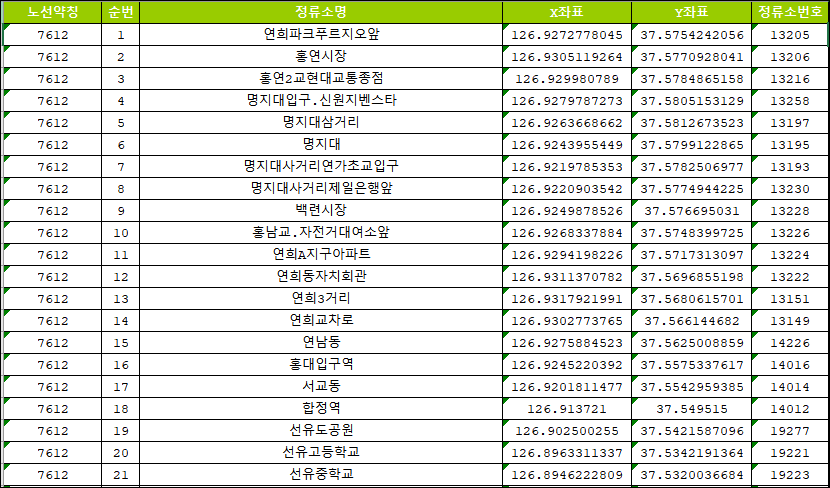 노선약칭 순번 정류소명 X좌표 Y좌표 정류소번호
7612 1 연희파크푸르지오앞 126.9272778045 37.5754242056 13205
7612 2 홍연시장 126.9305119264 37.5770928041 13206
7612 3 홍연2교현대교통종점 126.929980789 37.5784865158 13216
7612 4 명지대입구.신원지벤스타 126.9279787273 37.5805153129 13258
7612 5 명지대삼거리 126.9263668662 37.5812673523 13197
7612 6 명지대 126.9243955449 37.5799122865 13195
7612 7 명지대사거리연가초교입구 126.9219785353 37.5782506977 13193
7612 8 명지대사거리제일은행앞 126.9220903542 37.5774944225 13230
7612 9 백련시장 126.9249878526 37.576695031 13228
7612 10 홍남교.자전거대여소앞 126.9268337884 37.5748399725 13226
7612 11 연희A지구아파트 126.9294198226 37.5717313097 13224
7612 12 연희동자치회관 126.9311370782 37.5696855198 13222
7612 13 연희3거리 126.9317921991 37.5680615701 13151
7612 14 연희교차로 126.9302773765 37.566144682 13149
7612 15 연남동 126.9275884523 37.5625008859 14226
7612 16 홍대입구역 126.9245220392 37.5575337617 14016
7612 17 서교동 126.9201811477 37.5542959385 14014
7612 18 합정역 126.913721 37.549515 14012
7612 19 선유도공원 126.902500255 37.5421587096 19277
7612 20 선유고등학교 126.8963311337 37.5342191364 19221
7612 21 선유중학교 126.8946222809 37.5320036684 19223